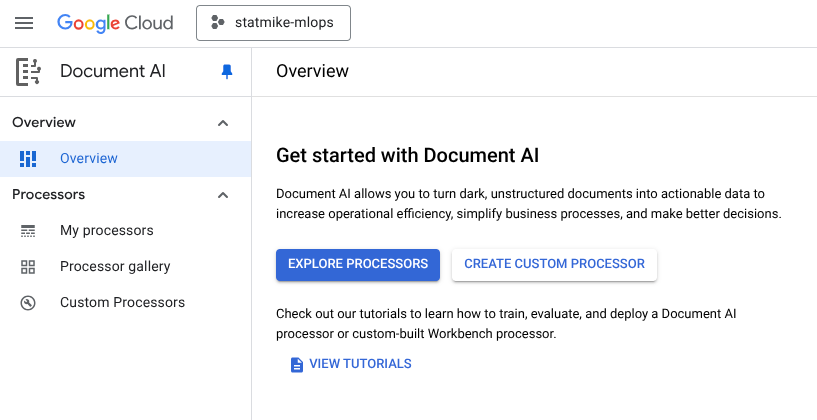 Google Cloud
statmike-mlops
Document AI
Overview
Overview
Overview
Processors
My processors
Processor gallery
Custom Processors
Get started with Document AI
Document AI allows you to turn dark, unstructured documents into actionable data to
increase operational efficiency, simplify business processes, and make better decisions.
EXPLORE PROCESSORS
CREATE CUSTOM PROCESSOR
Check out our tutorials to learn how to train, evaluate, and deploy a Document AI
processor or custom-built Workbench processor.
VIEW TUTORIALS